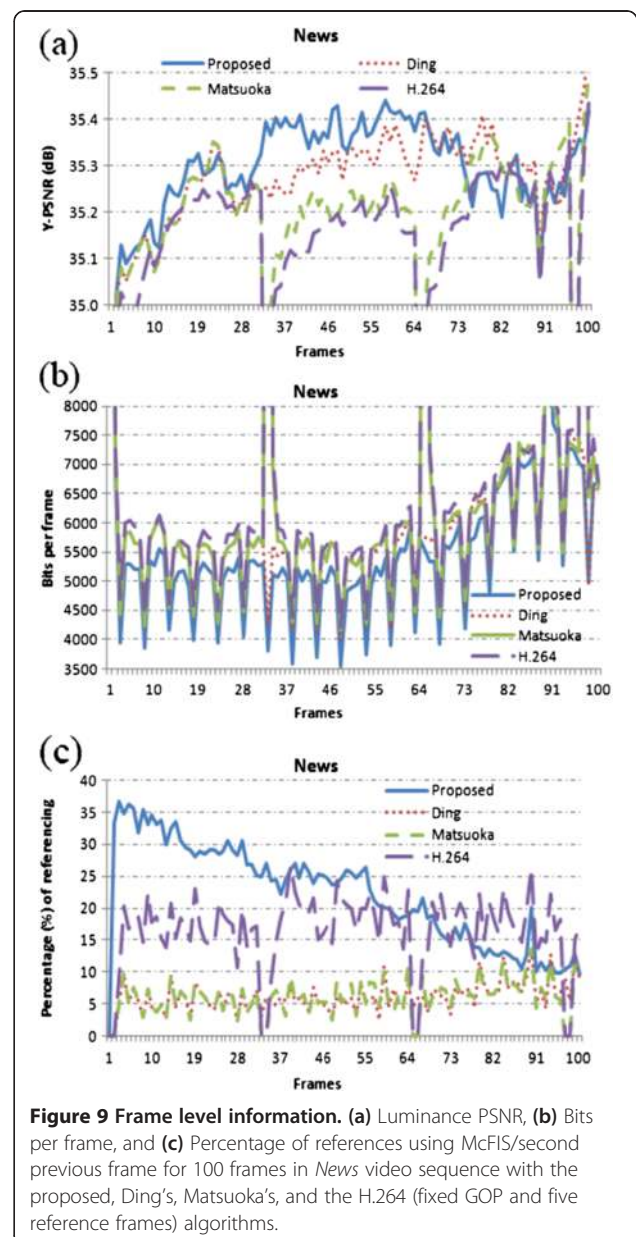 (a)
News
Proposed
Ding
Matsuoka
H.264
Y-PSNR (dB)
35.5
35.4
35.3
35.2
35.1
35.0
1 10 19 28 37 46 55 64 73 82 91 100
Frames
(b)
News
Bits per frame
8000
7500
7000
6500
6000
5500
5000
4500
4000
3500
Proposed
Ding
Matsuoka
H.264
1 10 19 28 37 46 55 64 73 82 91 100
Frames
(c)
News
Percentage (%) of referencing
40
35
30
25
20
15
10
5
0
Proposed
Ding
Matsuoka
H.264
1 10 19 28 37 46 55 64 73 82 91 100
Frames
Figure 9 Frame level information. (a) Luminance PSNR, (b) Bits
per frame, and (c) Percentage of references using McFIS/second
previous frame for 100 frames in News video sequence with the
proposed, Ding's, Matsuoka's, and the H.264 (fixed GOP and five
reference frames) algorithms.